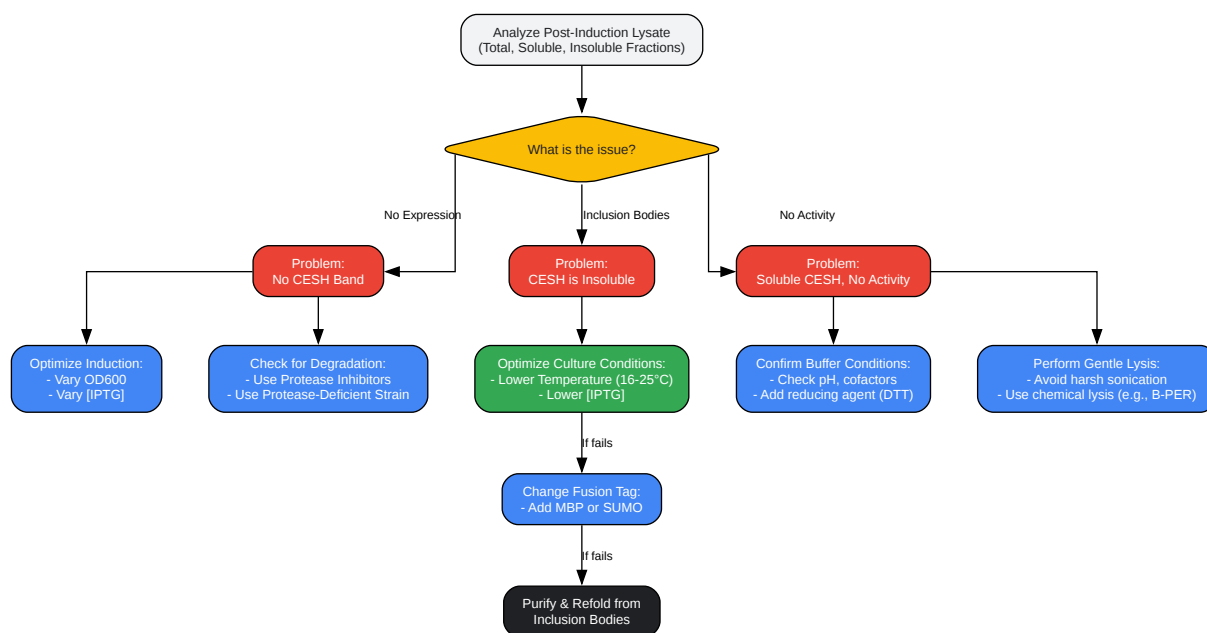 Analyze Post-Induction Lysate
(Total, Soluble, Insoluble Fractions)
What is the issue?
No Expression
Inclusion Bodies
No Activity
Problem:
No CESH Band
Problem:
CESH is Insoluble
Problem:
Soluble CESH, No Activity
Optimize Induction:
- Vary OD600
- Vary [IPTG]
Check for Degradation:
- Use Protease Inhibitors
- Use Protease-Deficient Strain
Optimize Culture Conditions:
- Lower Temperature (16-25°C)
- Lower [IPTG]
Confirm Buffer Conditions:
- Check pH, cofactors
- Add reducing agent (DTT)
Perform Gentle Lysis:
- Avoid harsh sonication
- Use chemical lysis (e.g., B-PER)
If fails
Change Fusion Tag:
- Add MBP or SUMO
If fails
Purify & Refold from
Inclusion Bodies